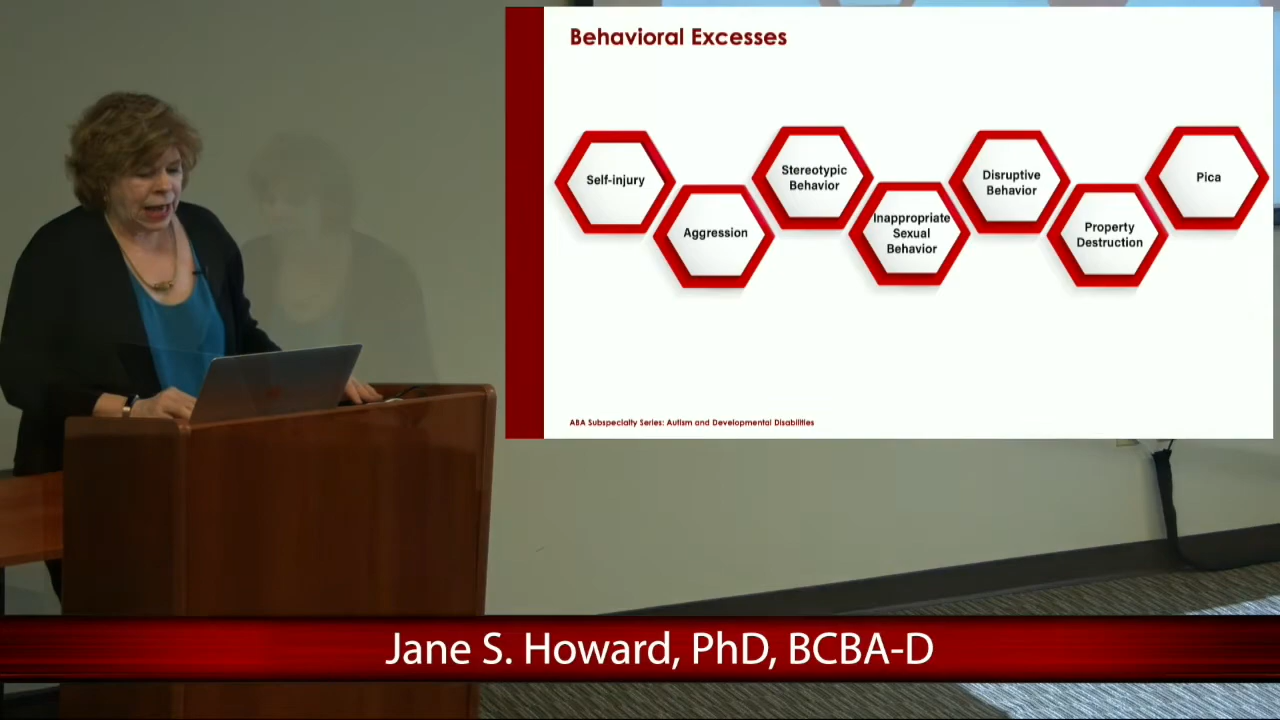 Behavioral Excesses
Self-injury
Aggression
Stereotypic
Behavior
Inappropriate
Sexual
Behavior
Disruptive
Behavior
Property
Destruction
Pica
ABA Subspecialty Series: Autism and Developmental Disabilities
Jane S. Howard, PhD, BCBA-D